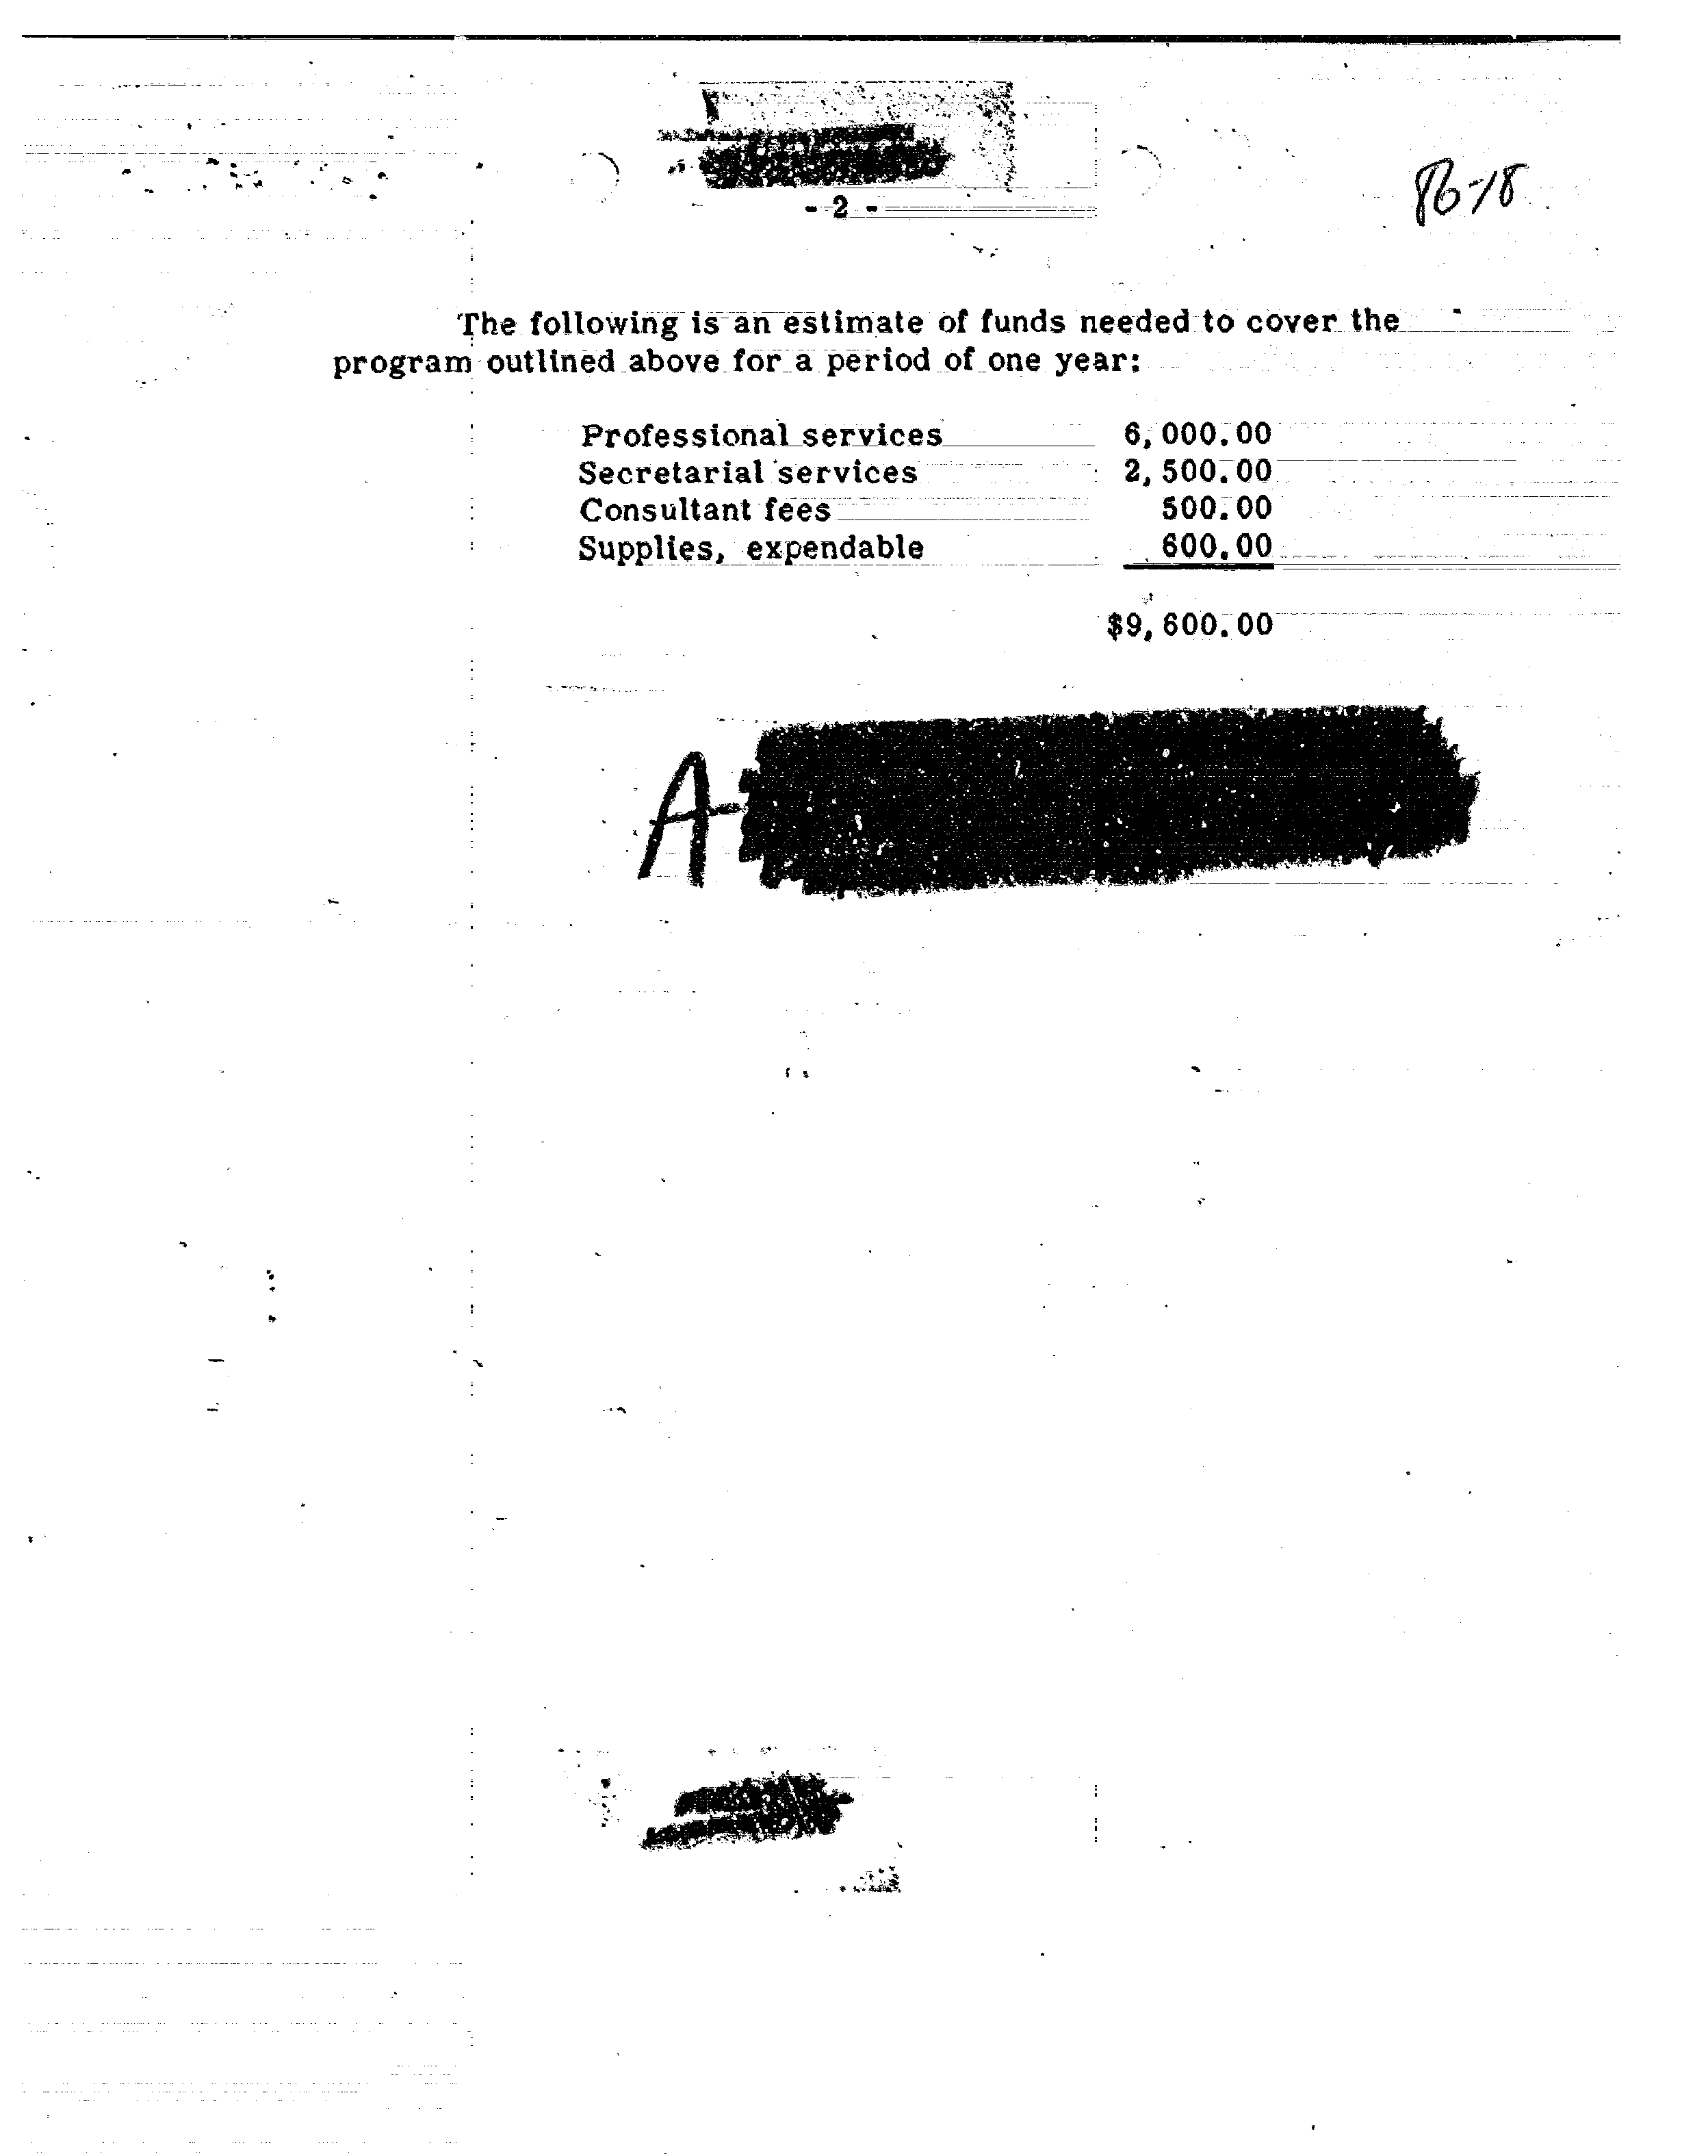 - 2 -
The following is an estimate of funds needed to cover the
program outlined above for a period of one year:
Professional services 6,000.00
Secretarial services 2,500.00
Consultant fees 500.00
Supplies, expendable 600.00
$9,600.00
A